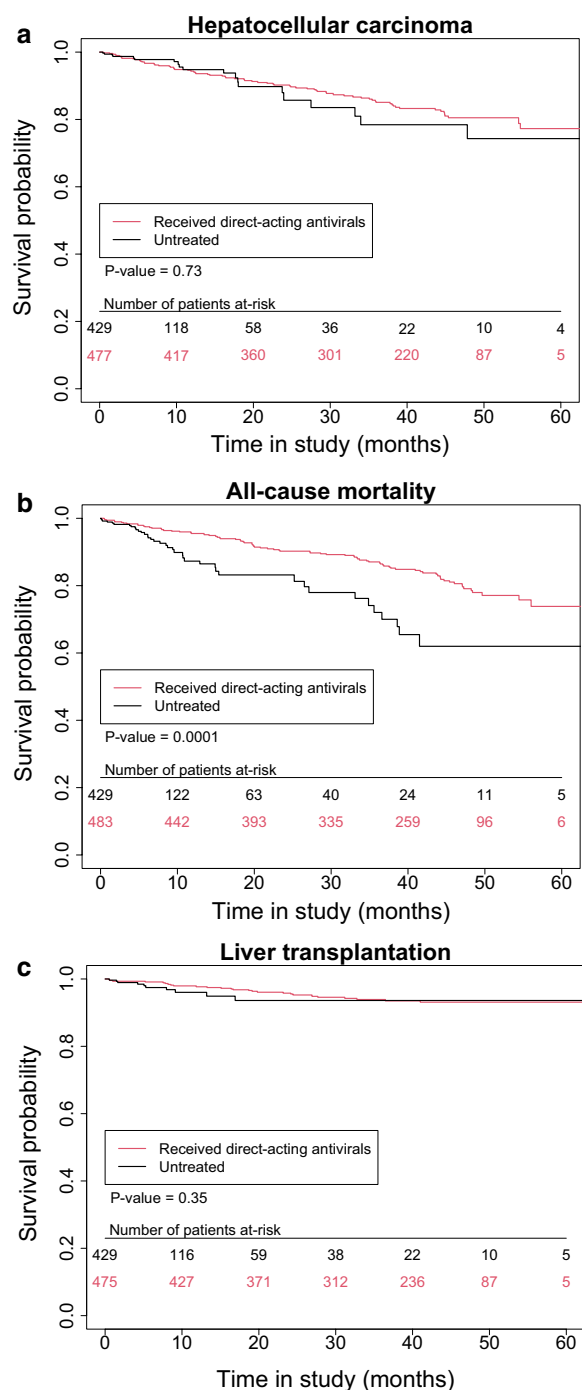 a
Hepatocellular carcinoma
Survival probability
1.0
0.8
0.6
0.4
0.2
0.0
Received direct-acting antivirals
Untreated
P-value = 0.73
Number of patients at-risk
429 118 58 36 22 10 4
477 417 360 301 220 87 5
0 10 20 30 40 50 60
Time in study (months)
b
All-cause mortality
Survival probability
1.0
0.8
0.6
0.4
0.2
0.0
Received direct-acting antivirals
Untreated
P-value = 0.0001
Number of patients at-risk
429 122 63 40 24 11 5
483 442 393 335 259 96 6
0 10 20 30 40 50 60
Time in study (months)
c
Liver transplantation
Survival probability
1.0
0.8
0.6
0.4
0.2
0.0
Received direct-acting antivirals
Untreated
P-value = 0.35
Number of patients at-risk
429 116 59 38 22 10 5
475 427 371 312 236 87 5
0 10 20 30 40 50 60
Time in study (months)